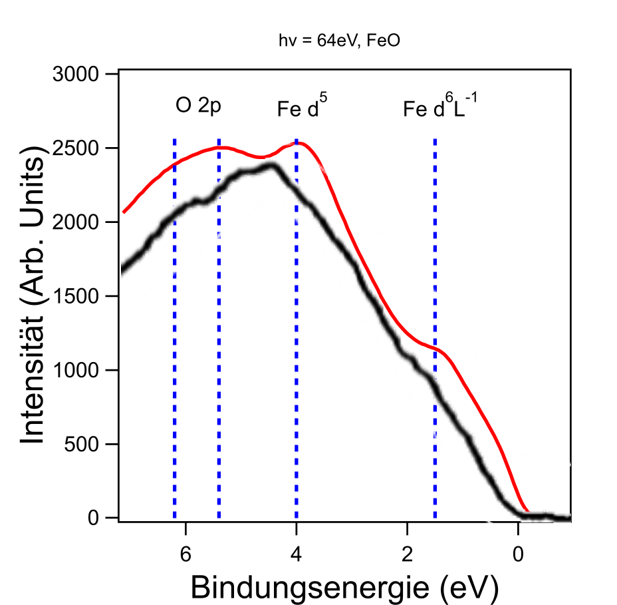 hν = 64eV, FeO
O 2p Fe d⁵ Fe d⁶L⁻¹
3000
2500
2000
1500
1000
500
0
Intensität (Arb. Units)
6 4 2 0
Bindungsenergie (eV)